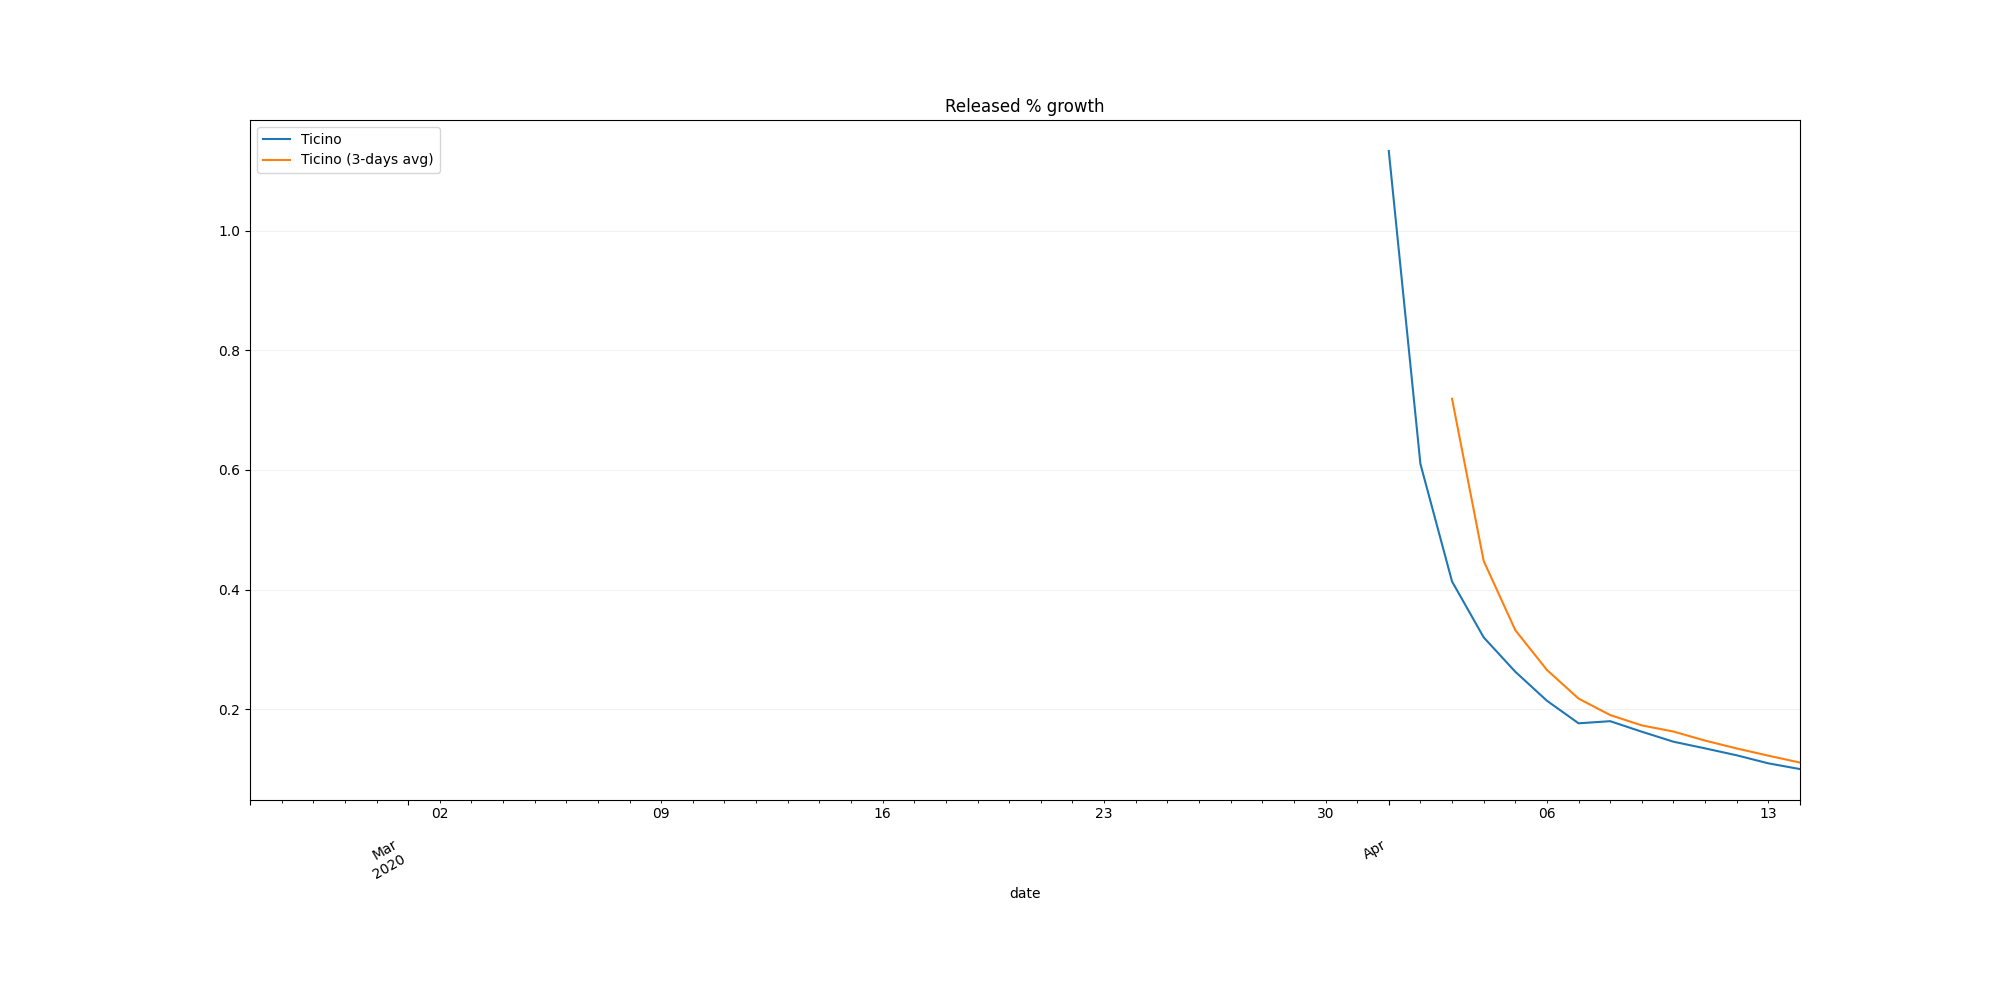 Released % growth
Ticino
Ticino (3-days avg)
1.0
0.8
0.6
0.4
0.2
02 09 16 23 30 06 13
Mar Apr
2020
date